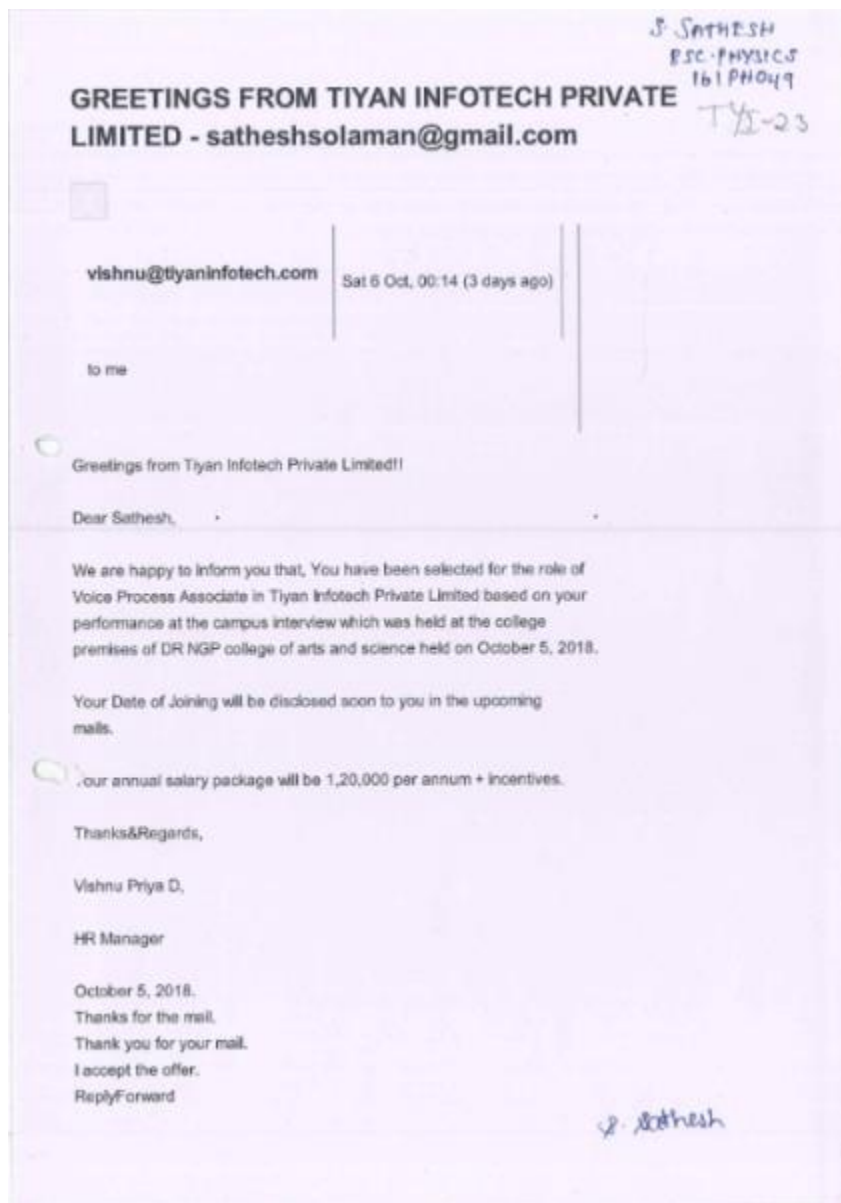 S. SATHESH
BSC.PHYSICS
161PH049
TYI-23
GREETINGS FROM TIYAN INFOTECH PRIVATE
LIMITED - satheshsolaman@gmail.com
vishnu@tiyaninfotech.com
Sat 6 Oct, 00:14 (3 days ago)
to me
Greetings from Tiyan Infotech Private Limited!!
Dear Sathesh,
We are happy to inform you that, You have been selected for the role of
Voice Process Associate in Tiyan Infotech Private Limited based on your
performance at the campus interview which was held at the college
premises of DR NGP college of arts and science held on October 5, 2018.
Your Date of Joining will be disclosed soon to you in the upcoming
mails.
our annual salary package will be 1,20,000 per annum + incentives.
Thanks&Regards,
Vishnu Priya D,
HR Manager
October 5, 2018.
Thanks for the mail.
Thank you for your mail.
I accept the offer.
ReplyForward
S. Sathesh